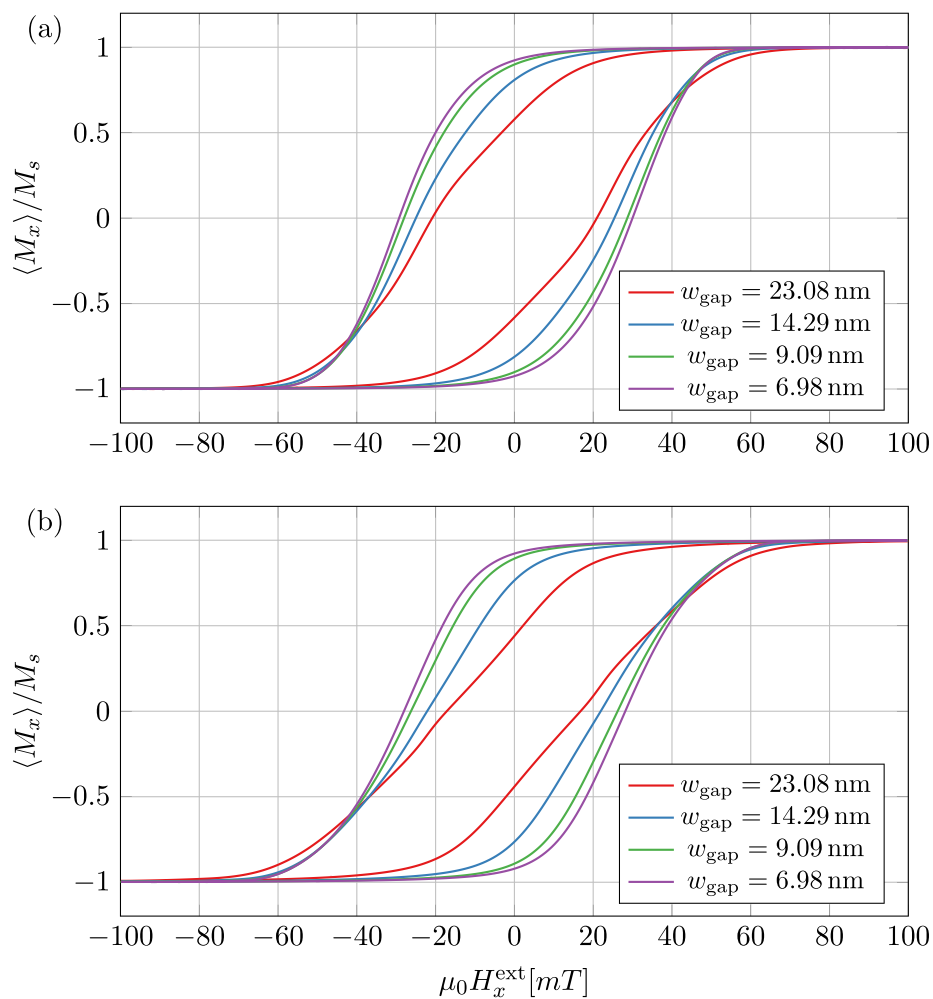 (a)
1
0.5
0
−0.5
−1
⟨M_x⟩/M_s
w_gap = 23.08 nm
w_gap = 14.29 nm
w_gap = 9.09 nm
w_gap = 6.98 nm
−100 −80 −60 −40 −20 0 20 40 60 80 100
(b)
1
0.5
0
−0.5
−1
⟨M_x⟩/M_s
w_gap = 23.08 nm
w_gap = 14.29 nm
w_gap = 9.09 nm
w_gap = 6.98 nm
−100 −80 −60 −40 −20 0 20 40 60 80 100
μ_0 H_x^ext [mT]